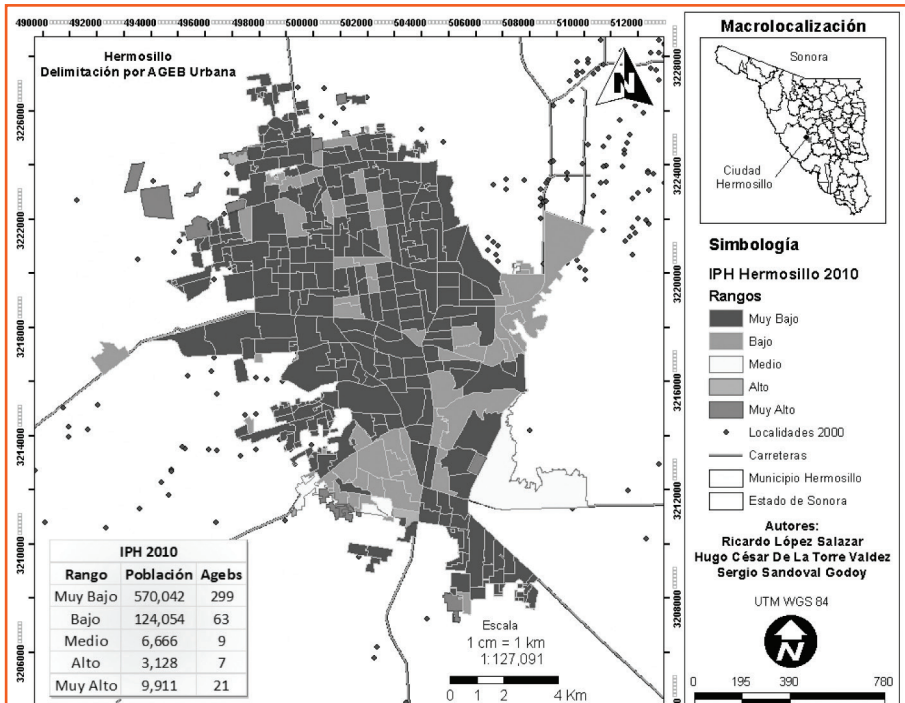 490000 492000 494000 496000 498000 500000 502000 504000 506000 508000 510000 512000
Hermosillo
Delimitación por AGEB Urbana
N
3228000
3226000
3224000
3222000
3220000
3218000
3216000
3214000
3212000
3210000
3208000
3206000
IPH 2010
Rango Población Agebs
Muy Bajo 570,042 299
Bajo 124,054 63
Medio 6,666 9
Alto 3,128 7
Muy Alto 9,911 21
Escala
1 cm = 1 km
1:127,091
0 1 2 4 Km
Macrolocalización
Sonora
Ciudad
Hermosillo
Simbología
IPH Hermosillo 2010
Rangos
Muy Bajo
Bajo
Medio
Alto
Muy Alto
Localidades 2000
Carreteras
Municipio Hermosillo
Estado de Sonora
Autores:
Ricardo López Salazar
Hugo César De La Torre Valdez
Sergio Sandoval Godoy
UTM WGS 84
N
0 195 390 780